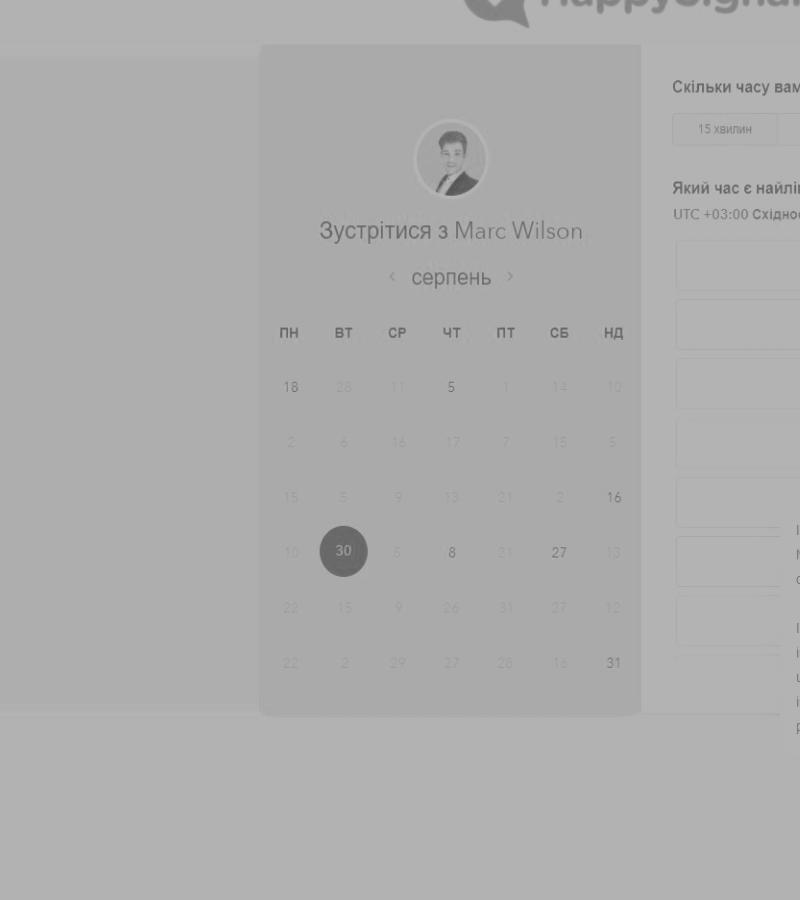 Скільки часу
15 хвилин
Зустрітися з Marc Wilson
серпень
Який час є
UTC +03:00
ПН ВТ СР ЧТ ПТ СБ НД
18 28 11 5 1 14 10
2 6 16 17 7 15 5
15 5 9 13 21 2 16
10 30 6 8 21 27 13
22 15 9 26 31 27 12
22 2 29 27 28 16 31